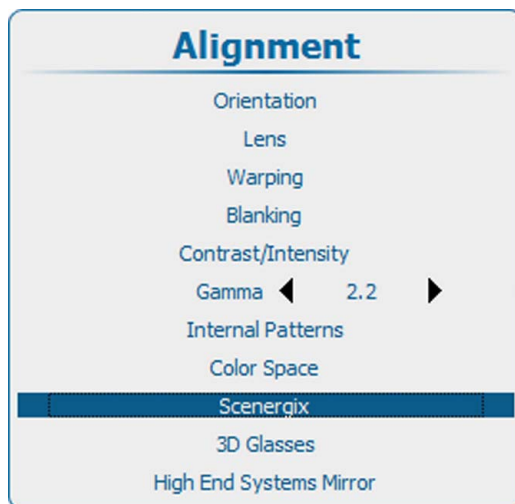 Alignment
Orientation
Lens
Warping
Blanking
Contrast/Intensity
Gamma 2.2
Internal Patterns
Color Space
Scenergix
3D Glasses
High End Systems Mirror